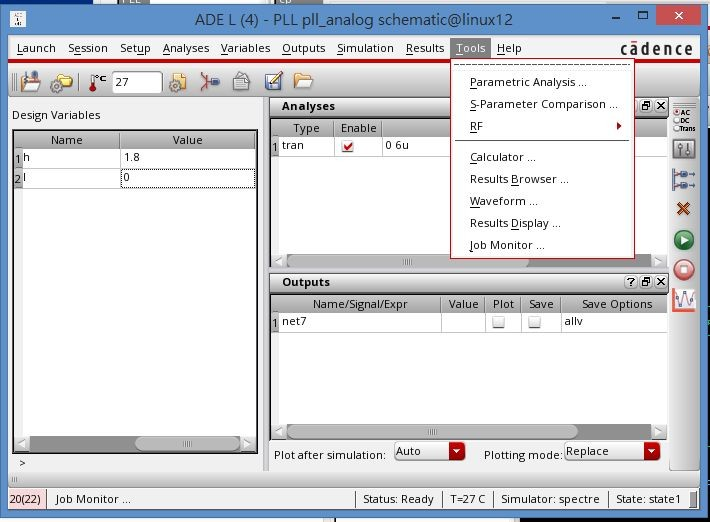 ADE L (4) - PLL pll_analog schematic@linux12
Launch Session Setup Analyses Variables Outputs Simulation Results Tools Help cādence
27
Design Variables
Name Value
1 h 1.8
2 l 0
>
Analyses
Type Enable
1 tran 0 6u
Parametric Analysis ...
S-Parameter Comparison ...
RF
Calculator ...
Results Browser ...
Waveform ...
Results Display ...
Job Monitor ...
AC
DC
Trans
Outputs
Name/Signal/Expr Value Plot Save Save Options
1 net7 allv
Plot after simulation: Auto Plotting mode: Replace
20(22) Job Monitor ... Status: Ready T=27 C Simulator: spectre State: state1